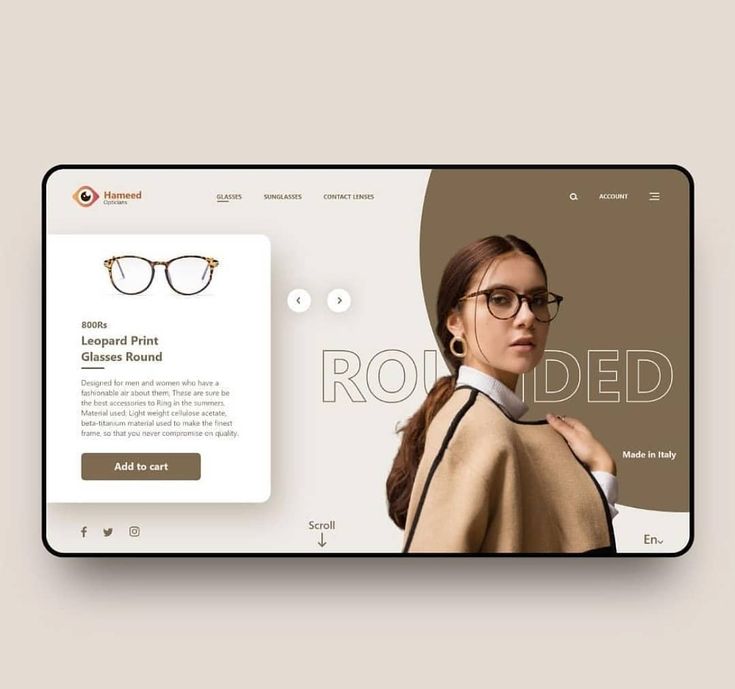 Hameed
Opticians
GLASSES
SUNGLASSES
CONTACT LENSES
ACCOUNT
800Rs
Leopard Print
Glasses Round
Designed for men and women who have a
fashionable air about them, These are sure be
the best accessories to Ring in the summers.
Material used: Light weight cellulose acetate,
beta-titanium material used to make the finest
frame, so that you never compromise on quality.
Add to cart
ROUNDED
Made in Italy
Scroll
En